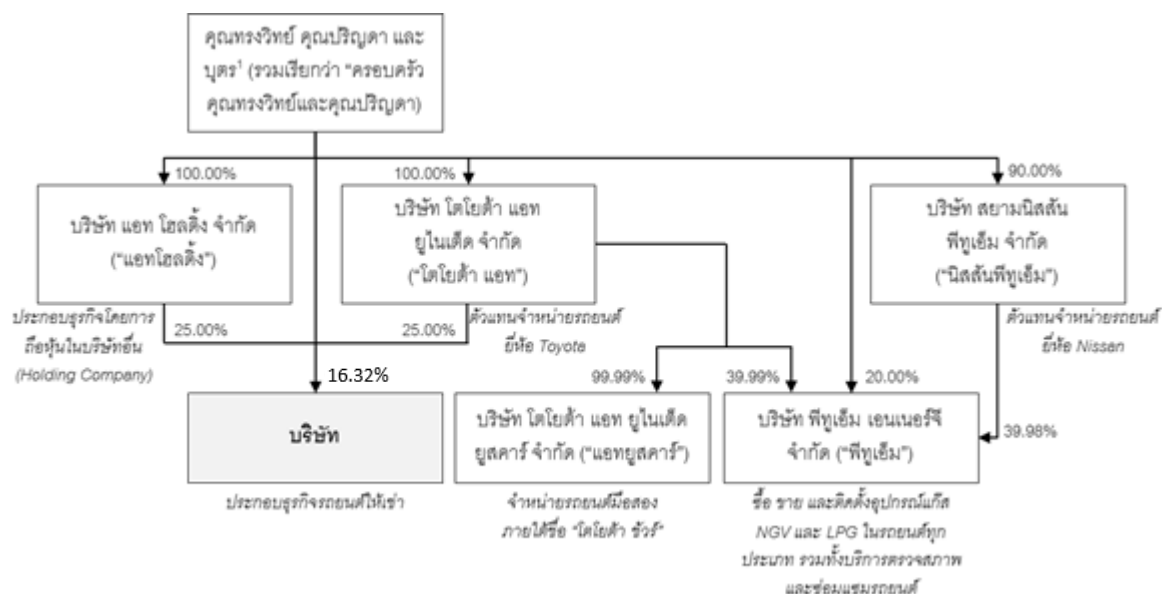 คุณทรงวิทย์ คุณปริญดา และ
บุตร¹ (รวมเรียกว่า "ครอบครัว
คุณทรงวิทย์และคุณปริญดา)
100.00%
100.00%
90.00%
บริษัท แอท โฮลดิ้ง จำกัด
("แอทโฮลดิ้ง")
บริษัท โตโยต้า แอท
ยูไนเต็ด จำกัด
("โตโยต้า แอท")
บริษัท สยามนิสสัน
พีทูเอ็ม จำกัด
("นิสสันพีทูเอ็ม")
ประกอบธุรกิจโดยการ
ถือหุ้นในบริษัทอื่น
(Holding Company)
25.00%
25.00%
ตัวแทนจำหน่ายรถยนต์
ยี่ห้อ Toyota
ตัวแทนจำหน่ายรถยนต์
ยี่ห้อ Nissan
16.32%
99.99%
39.99%
20.00%
39.98%
บริษัท
ประกอบธุรกิจรถยนต์ให้เช่า
บริษัท โตโยต้า แอท ยูไนเต็ด
ยูสคาร์ จำกัด ("แอทยูสคาร์")
จำหน่ายรถยนต์มือสอง
ภายใต้ชื่อ "โตโยต้า ชัวร์"
บริษัท พีทูเอ็ม เอนเนอร์จี
จำกัด ("พีทูเอ็ม")
ซื้อ ขาย และติดตั้งอุปกรณ์แก๊ส
NGV และ LPG ในรถยนต์ทุก
ประเภท รวมทั้งบริการตรวจสภาพ
และซ่อมแซมรถยนต์